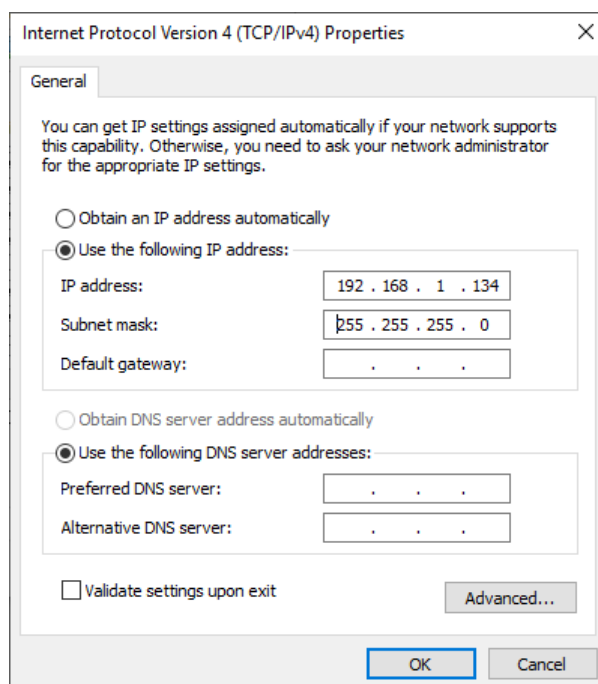 Internet Protocol Version 4 (TCP/IPv4) Properties
General
You can get IP settings assigned automatically if your network supports
this capability. Otherwise, you need to ask your network administrator
for the appropriate IP settings.
Obtain an IP address automatically
Use the following IP address:
IP address: 192 . 168 . 1 . 134
Subnet mask: 255 . 255 . 255 . 0
Default gateway: . . .
Obtain DNS server address automatically
Use the following DNS server addresses:
Preferred DNS server: . . .
Alternative DNS server: . . .
Validate settings upon exit
Advanced...
OK Cancel